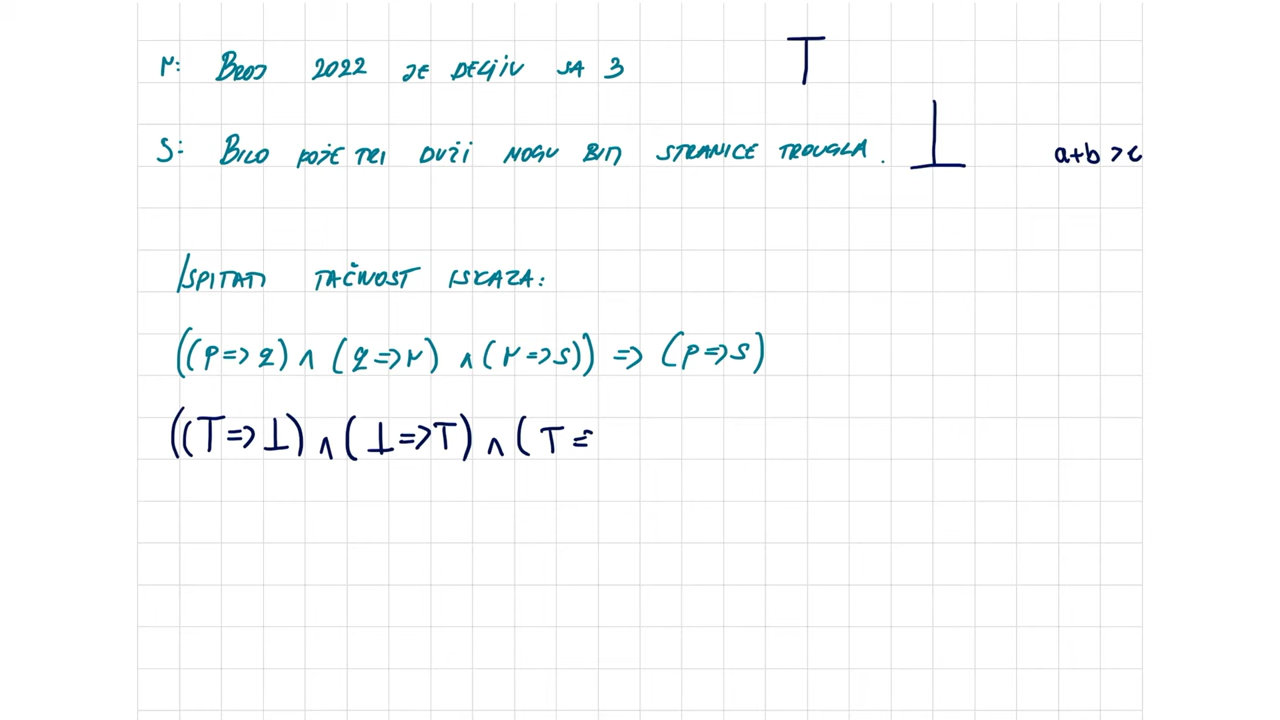 r: BROJ 2022 JE DELJIV SA 3 ⊤
S: BILO KOJE TRI DUŽI MOGU BITI STRANICE TROUGLA. ⊥ a+b>c
ISPITATI TAČNOST ISKAZA:
((p=>q)∧(q=>r)∧(r=>s))=>(p=>s)
((⊤=>⊥)∧(⊥=>⊤)∧(⊤=